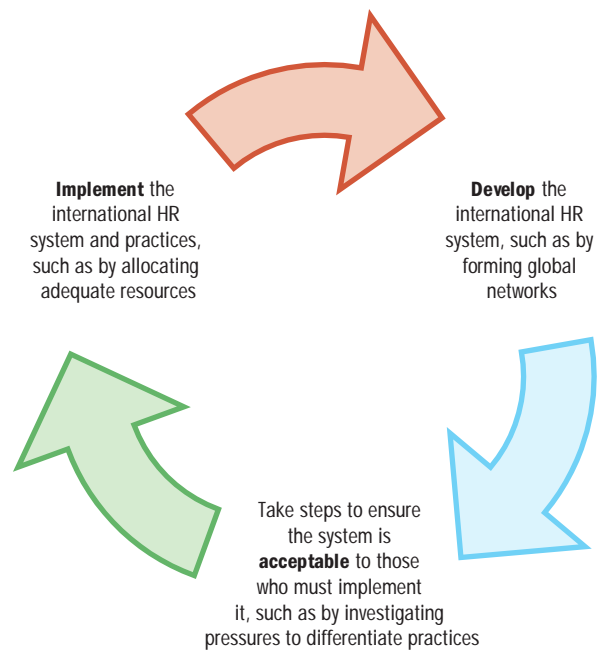 Implement the
international HR
system and practices,
such as by allocating
adequate resources
Develop the
international HR
system, such as by
forming global
networks
Take steps to ensure
the system is
acceptable to those
who must implement
it, such as by investigating
pressures to differentiate practices